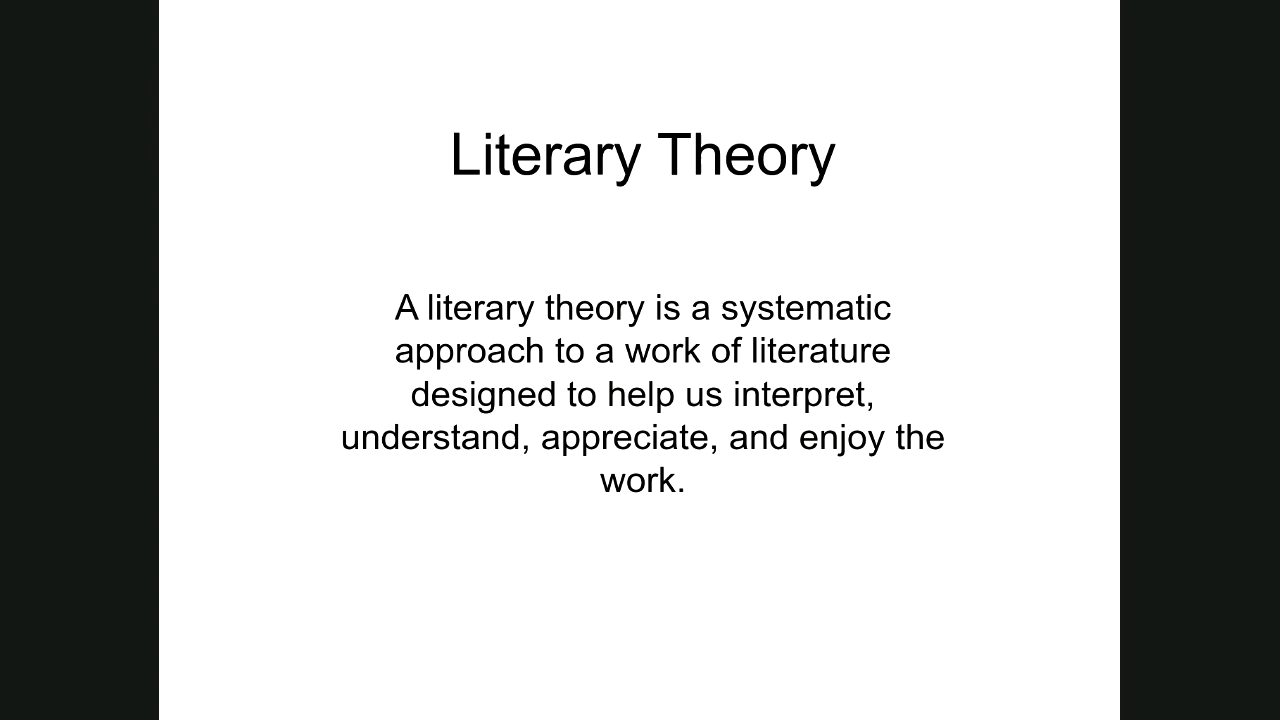 Literary Theory
A literary theory is a systematic
approach to a work of literature
designed to help us interpret,
understand, appreciate, and enjoy the
work.